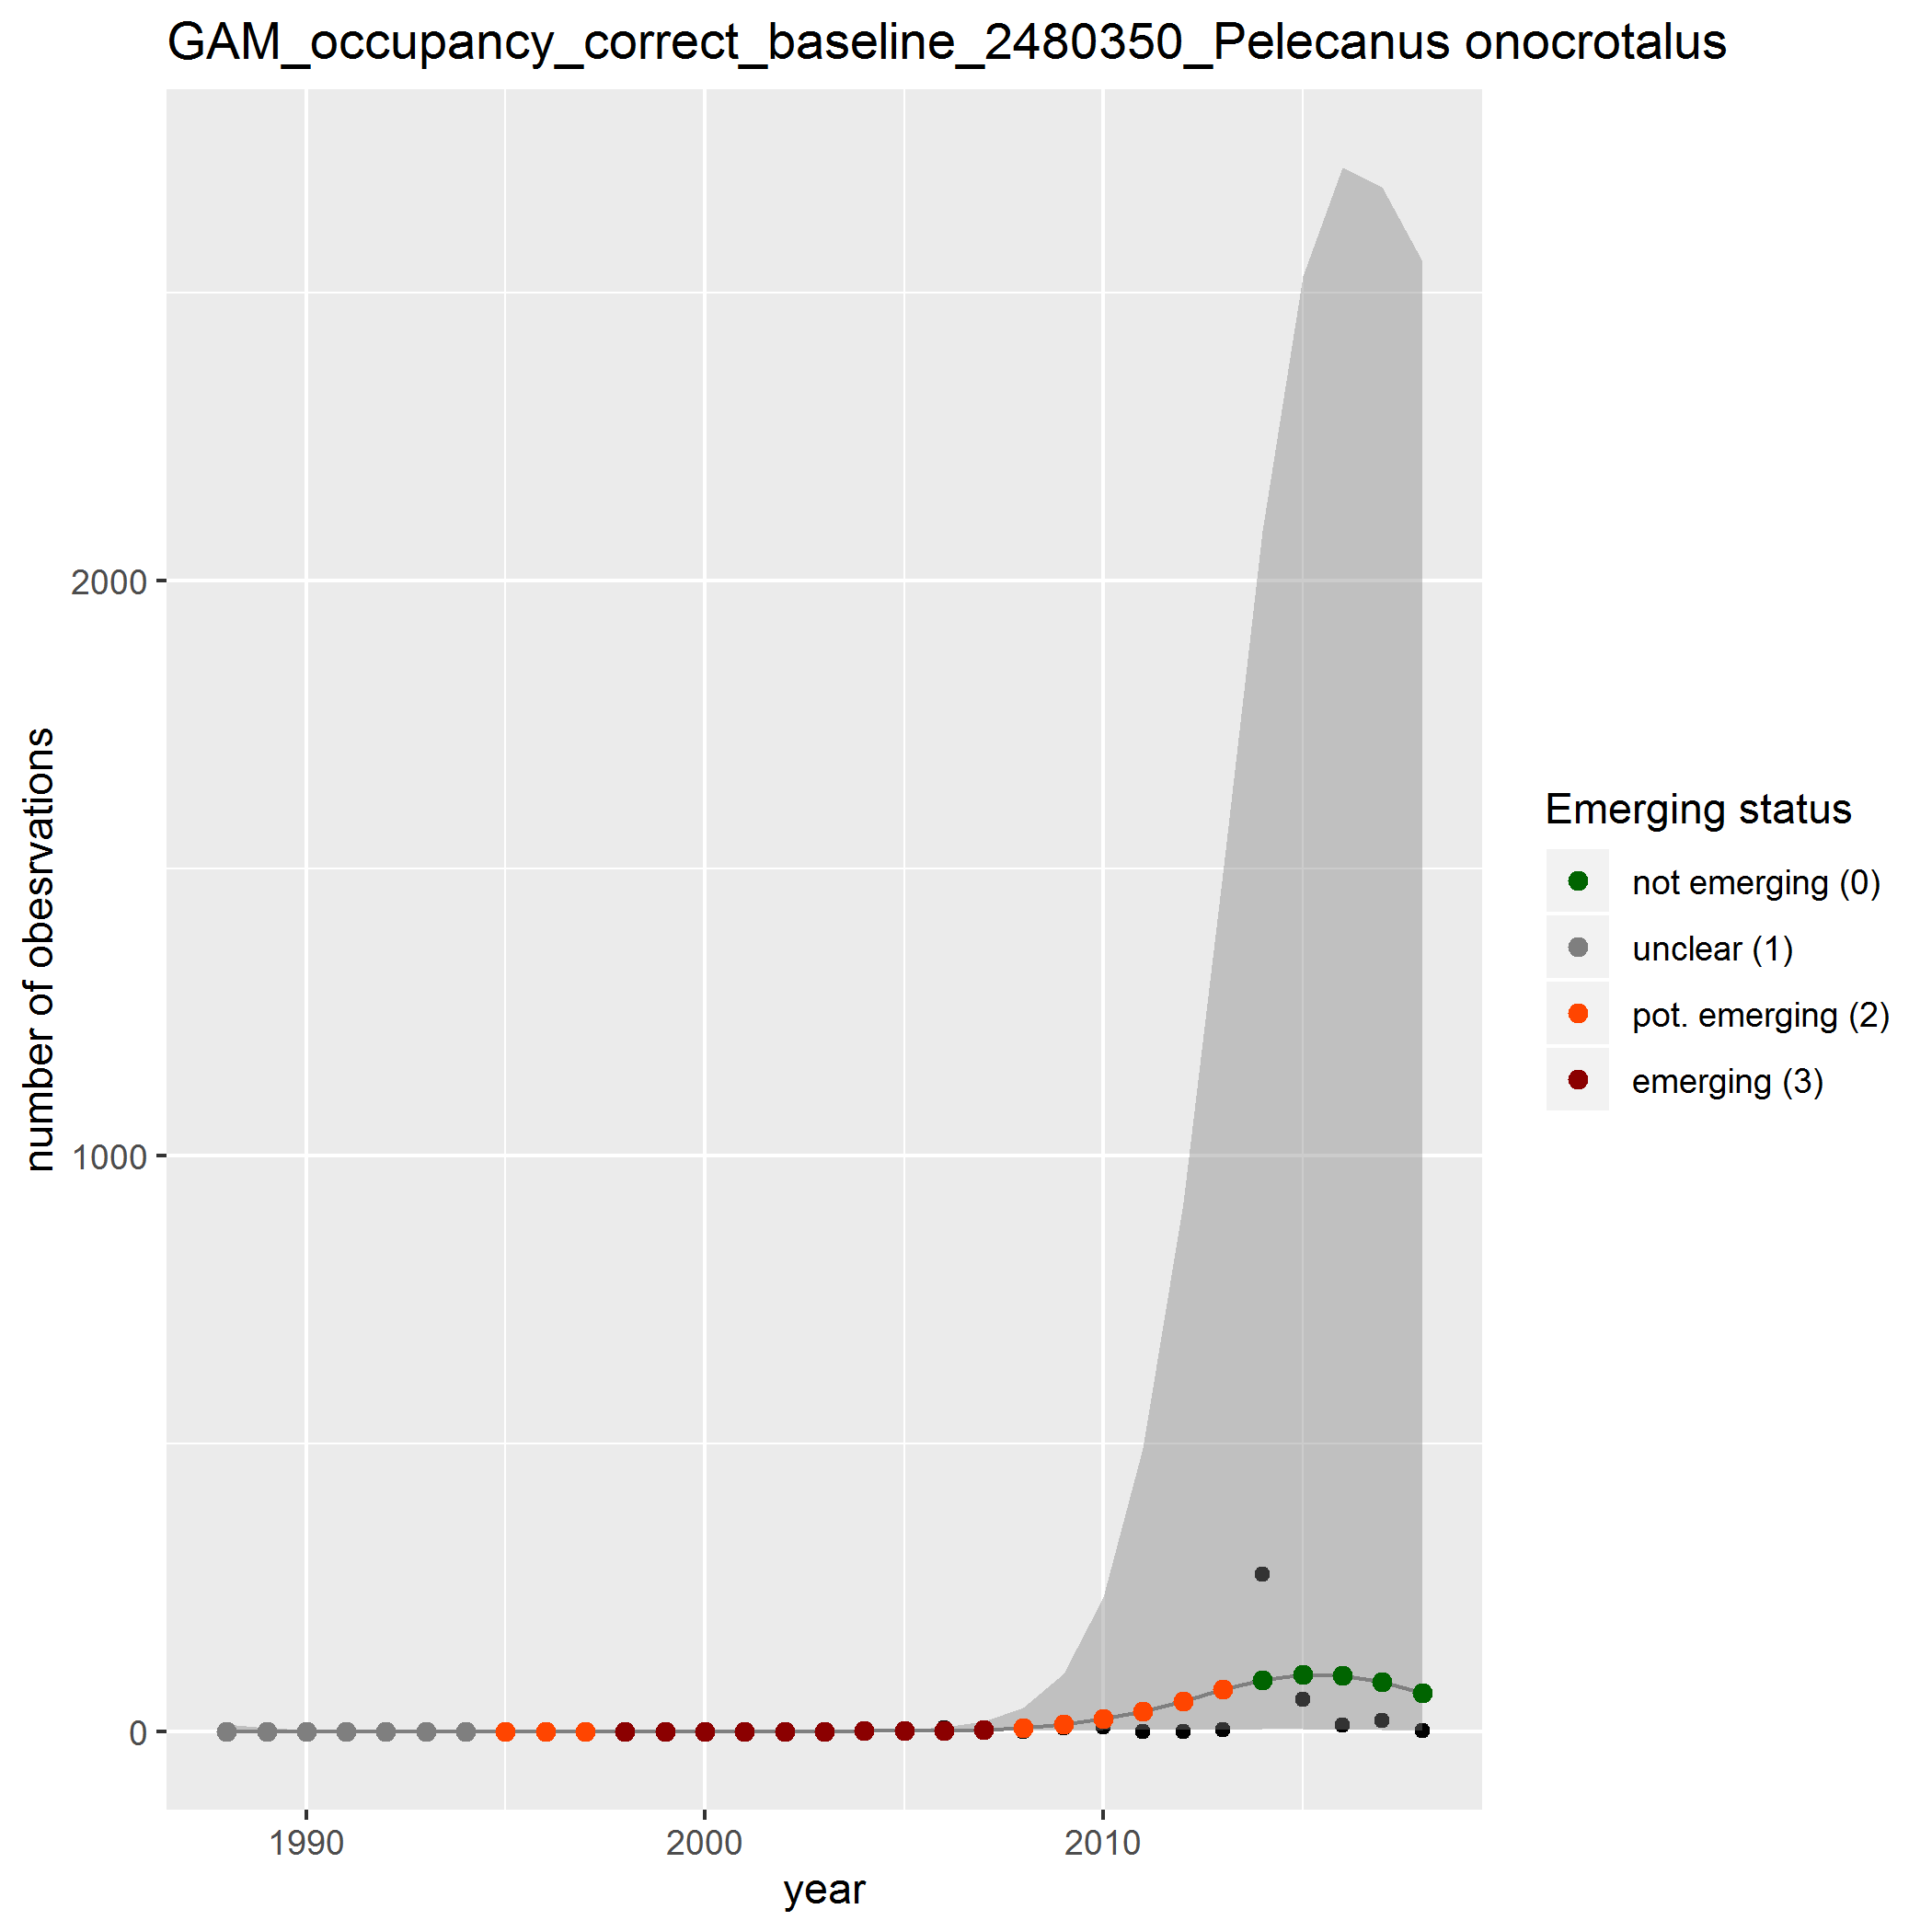 GAM_occupancy_correct_baseline_2480350_Pelecanus onocrotalus
number of obesrvations
2000
1000
0
1990
2000
2010
year
Emerging status
not emerging (0)
unclear (1)
pot. emerging (2)
emerging (3)